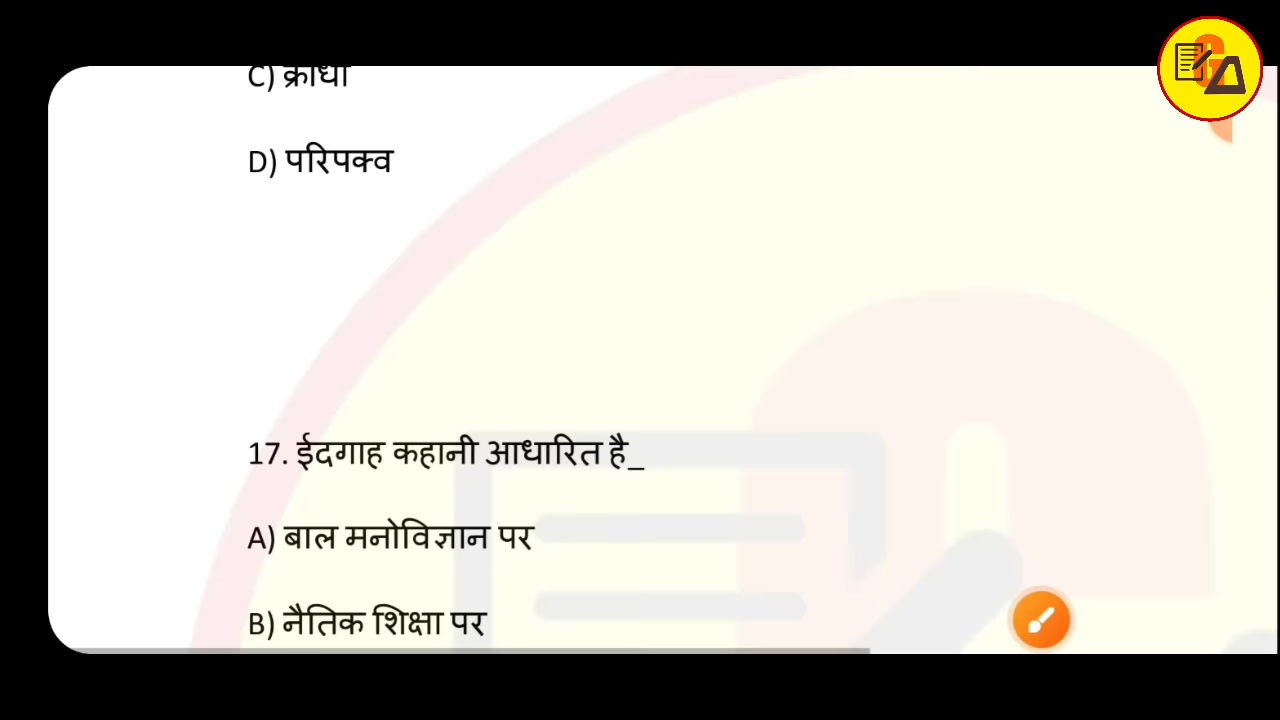 C) क्रोधी
D) परिपक्व
17. ईदगाह कहानी आधारित है_
A) बाल मनोविज्ञान पर
B) नैतिक शिक्षा पर